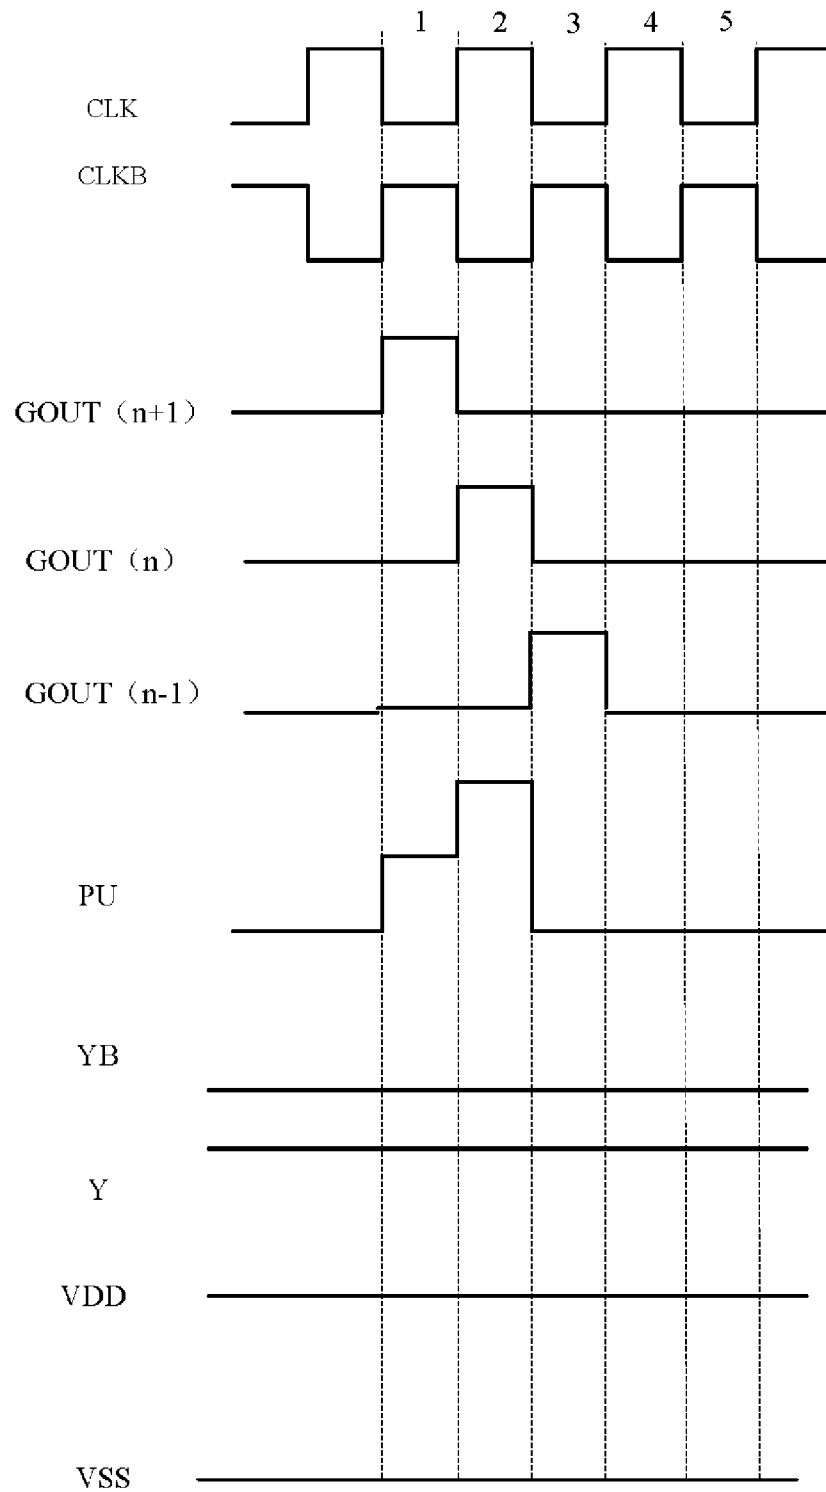 1 2 3 4 5
CLK
CLKB
GOUT（n+1）
GOUT（n）
GOUT（n-1）
PU
YB
Y
VDD
VSS